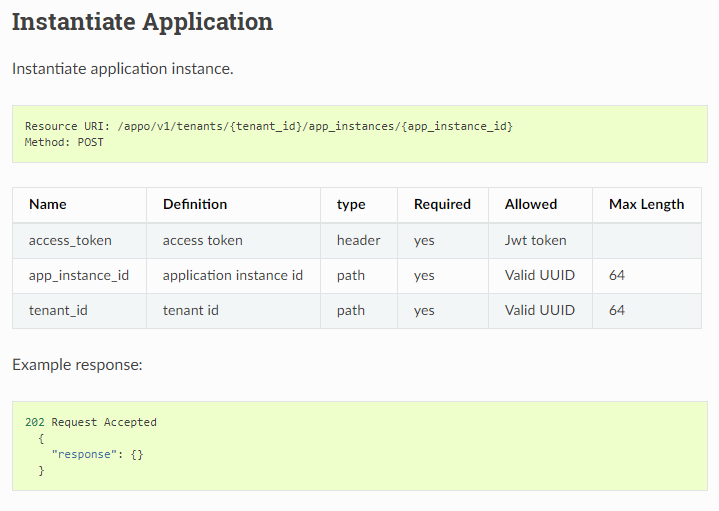 Instantiate Application
Instantiate application instance.
Resource URI: /appo/v1/tenants/{tenant_id}/app_instances/{app_instance_id}
Method: POST
Name Definition type Required Allowed Max Length
access_token access token header yes Jwt token
app_instance_id application instance id path yes Valid UUID 64
tenant_id tenant id path yes Valid UUID 64
Example response:
202 Request Accepted
{
"response": {}
}